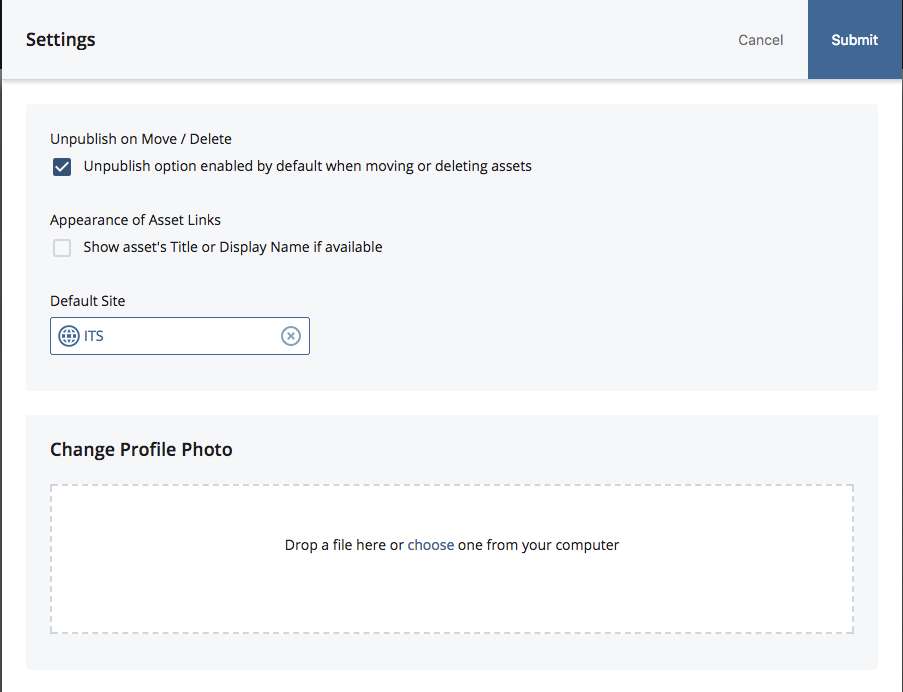 Settings
Cancel
Submit
Unpublish on Move / Delete
Unpublish option enabled by default when moving or deleting assets
Appearance of Asset Links
Show asset's Title or Display Name if available
Default Site
ITS
Change Profile Photo
Drop a file here or choose one from your computer